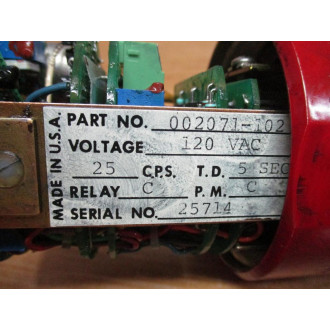 MADE IN U.S.A.
PART NO. 002071-102
VOLTAGE 120 VAC
25 C.P.S. T.D. 5 SEC
RELAY C P.M. C
SERIAL NO. 25714